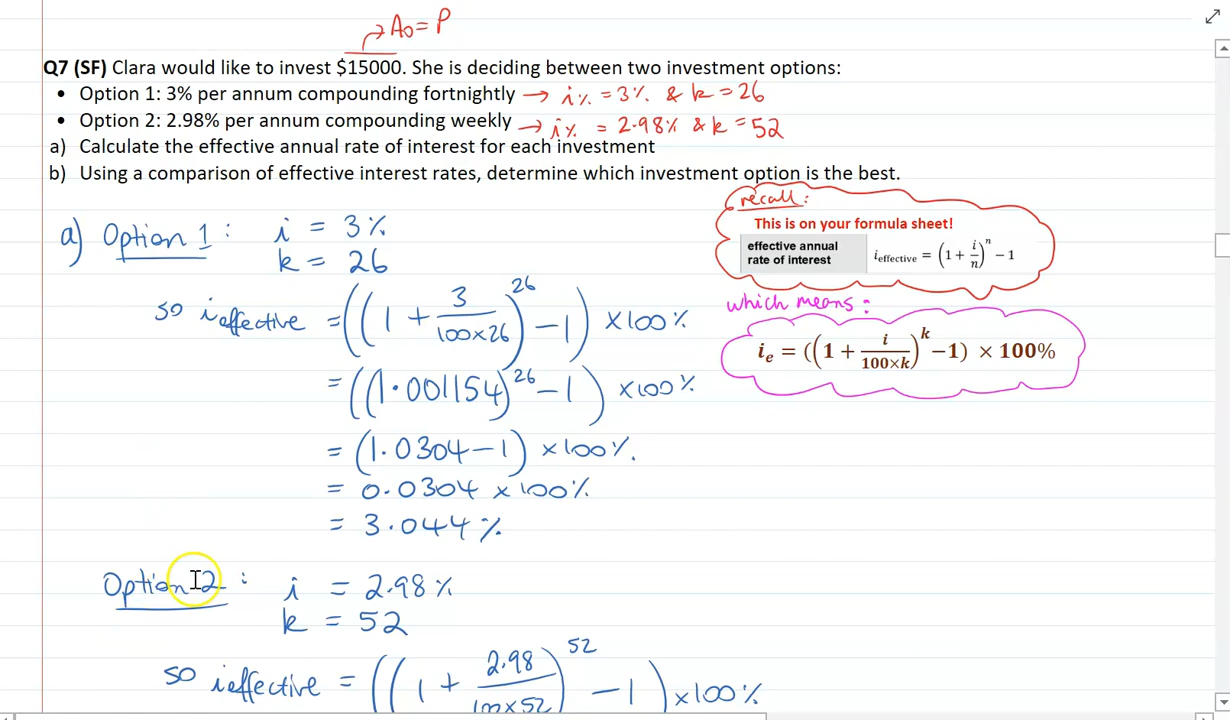 A₀ = P
Q7 (SF) Clara would like to invest $15000. She is deciding between two investment options:
• Option 1: 3% per annum compounding fortnightly → i% = 3% & k = 26
• Option 2: 2.98% per annum compounding weekly → i% = 2.98% & k = 52
a) Calculate the effective annual rate of interest for each investment
b) Using a comparison of effective interest rates, determine which investment option is the best.
recall:
This is on your formula sheet!
effective annual rate of interest i_effective = (1 + i/n)^n − 1
which means:
i_e = ((1 + i/(100×k))^k − 1) × 100%
a) Option 1: i = 3%
k = 26
so i effective = ((1 + 3/(100×26))^26 − 1) ×100%
= ((1.001154)^26 − 1) ×100%
= (1.0304 − 1) ×100%.
= 0.0304 ×100%
= 3.044%
Option 2: i = 2.98%
k = 52
so i effective = ((1 + 2.98/(100×52))^52 − 1) ×100%